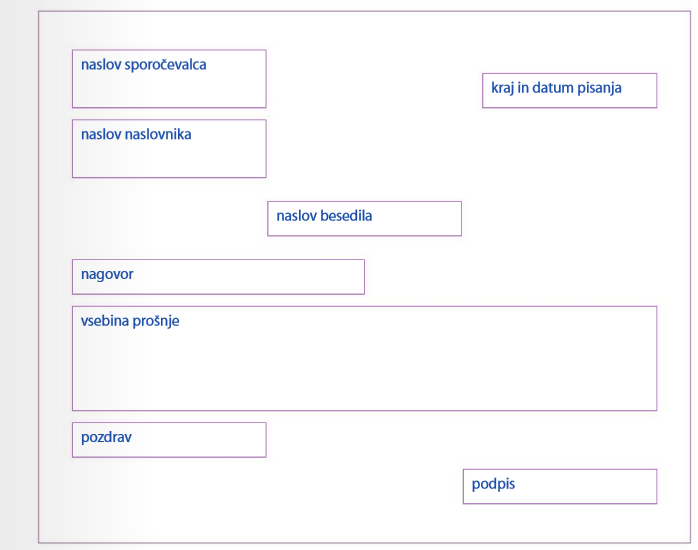 naslov sporočevalca
kraj in datum pisanja
naslov naslovnika
naslov besedila
nagovor
vsebina prošnje
pozdrav
podpis